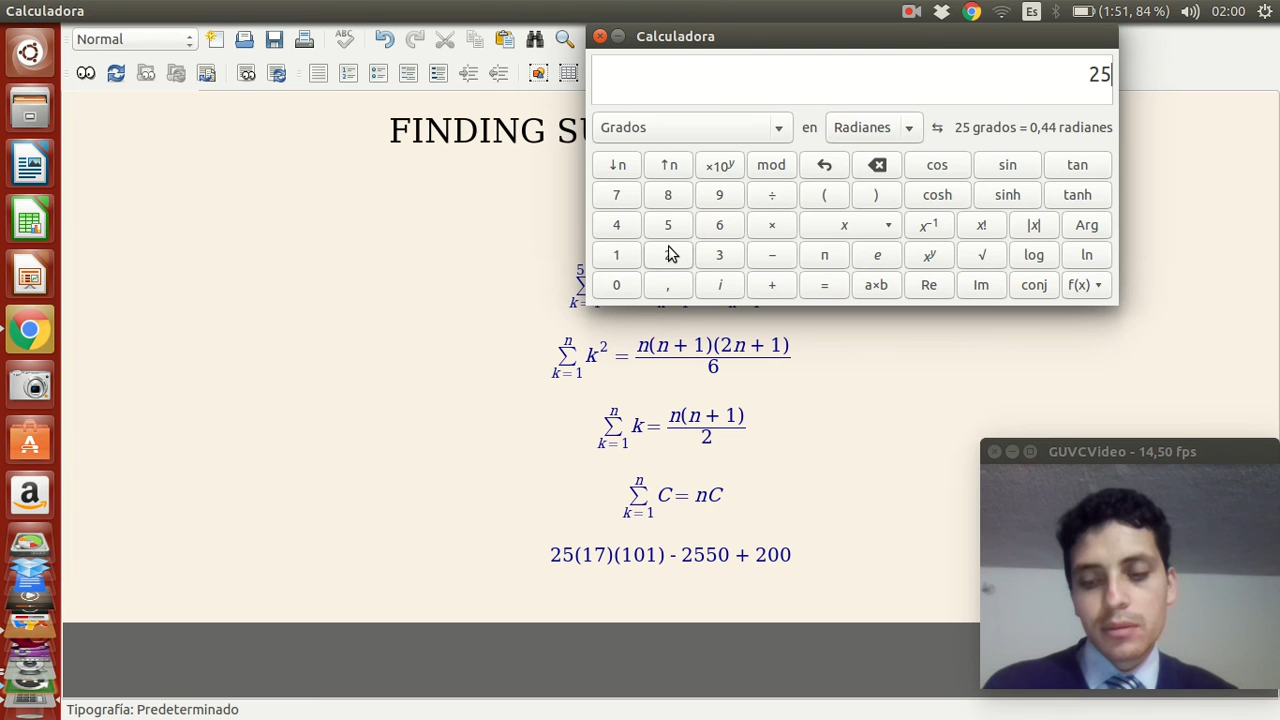 Calculadora
Es
(1:51, 84 %)
02:00
Normal
Calculadora
25
Grados
en
Radianes
25 grados = 0,44 radianes
FINDING
↓n ↑n ×10ʸ mod cos sin tan
7 8 9 ÷ ( ) cosh sinh tanh
4 5 6 × x x⁻¹ x! |x| Arg
1 3 − π e xʸ √ log ln
0 , i + = a×b Re Im conj f(x)
∑ k=1 n k² = n(n + 1)(2n + 1) / 6
∑ k=1 n k = n(n + 1) / 2
∑ k=1 n C = nC
25(17)(101) - 2550 + 200
GUVCVideo - 14,50 fps
Tipografía: Predeterminado